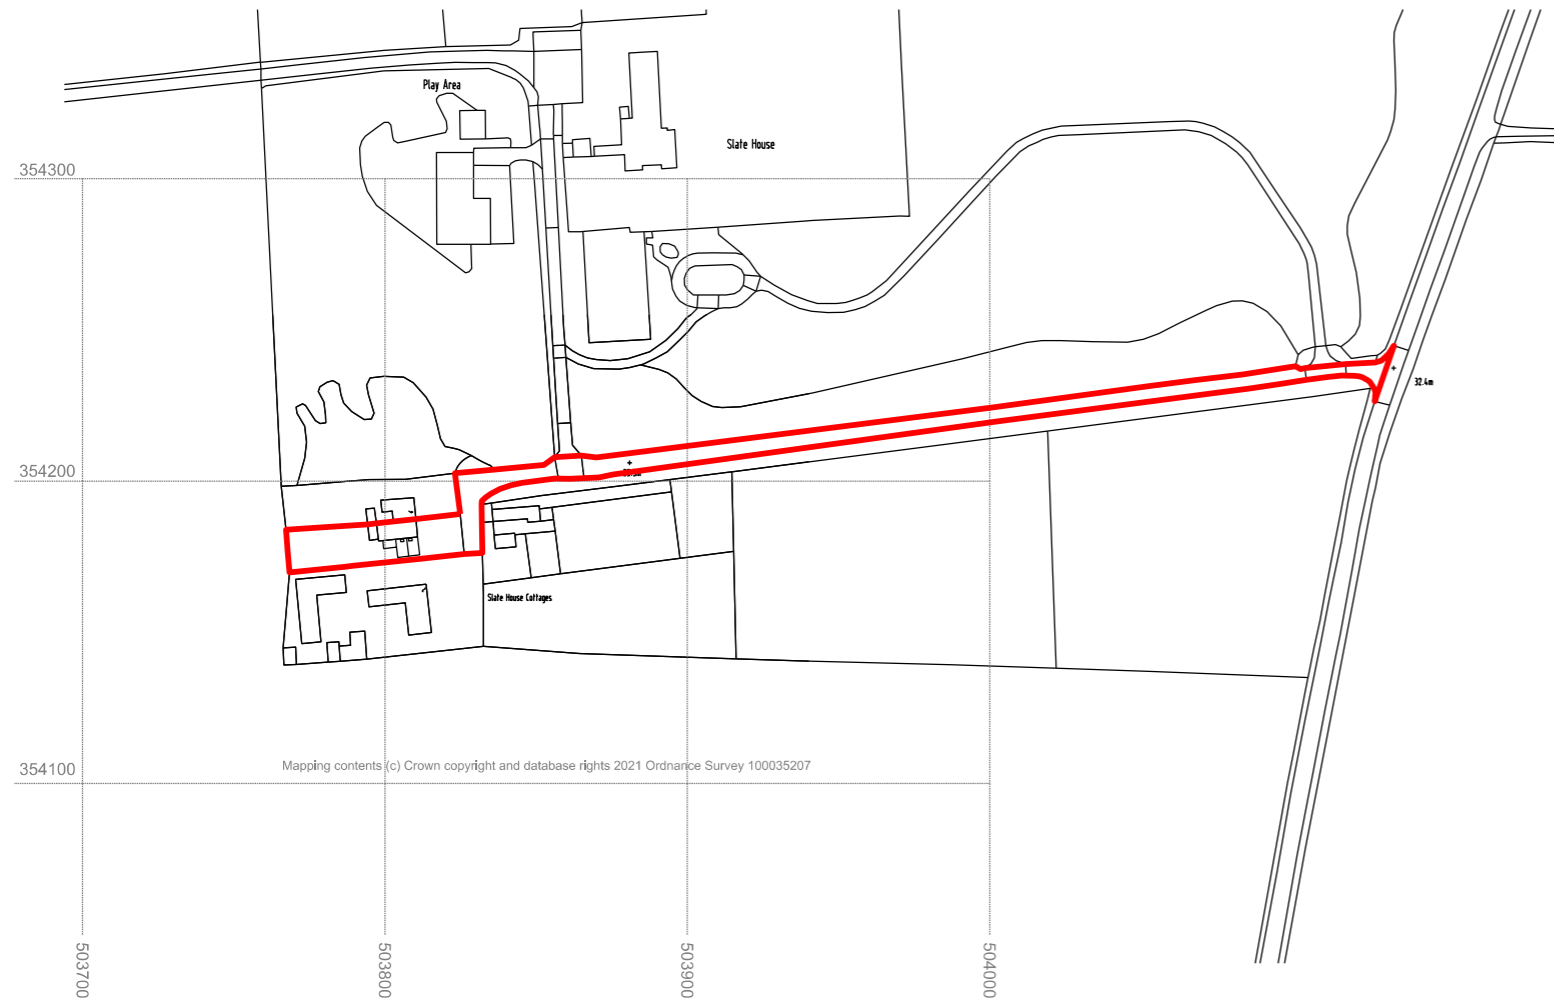 Play Area
Slate House
354300
32.4m
354200
Slate House Cottages
354100
Mapping contents (c) Crown copyright and database rights 2021 Ordnance Survey 100035207
503700
503800
503900
504000